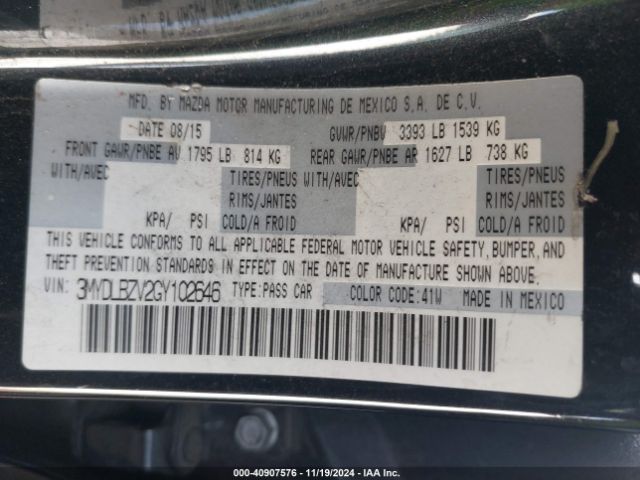 MFD. BY MAZDA MOTOR MANUFACTURING DE MEXICO S.A. DE C.V.
DATE 08/15 GVWR/PNBV 3393 LB 1539 KG
FRONT GAWR/PNBE AV 1795 LB 814 KG REAR GAWR/PNBE AR 1627 LB 738 KG
WITH/AVEC TIRES/PNEUS WITH/AVEC TIRES/PNEUS
RIMS/JANTES RIMS/JANTES
KPA/ PSI COLD/A FROID KPA/ PSI COLD/A FROID
THIS VEHICLE CONFORMS TO ALL APPLICABLE FEDERAL MOTOR VEHICLE SAFETY, BUMPER, AND
THEFT PREVENTION STANDARDS IN EFFECT ON THE DATE OF MANUFACTURE SHOWN ABOVE.
VIN: 3MYDLBZV2GY102646 TYPE:PASS CAR COLOR CODE:41W MADE IN MEXICO
STOCK: 40907576 | 11/19/2024 | IAA Inc.